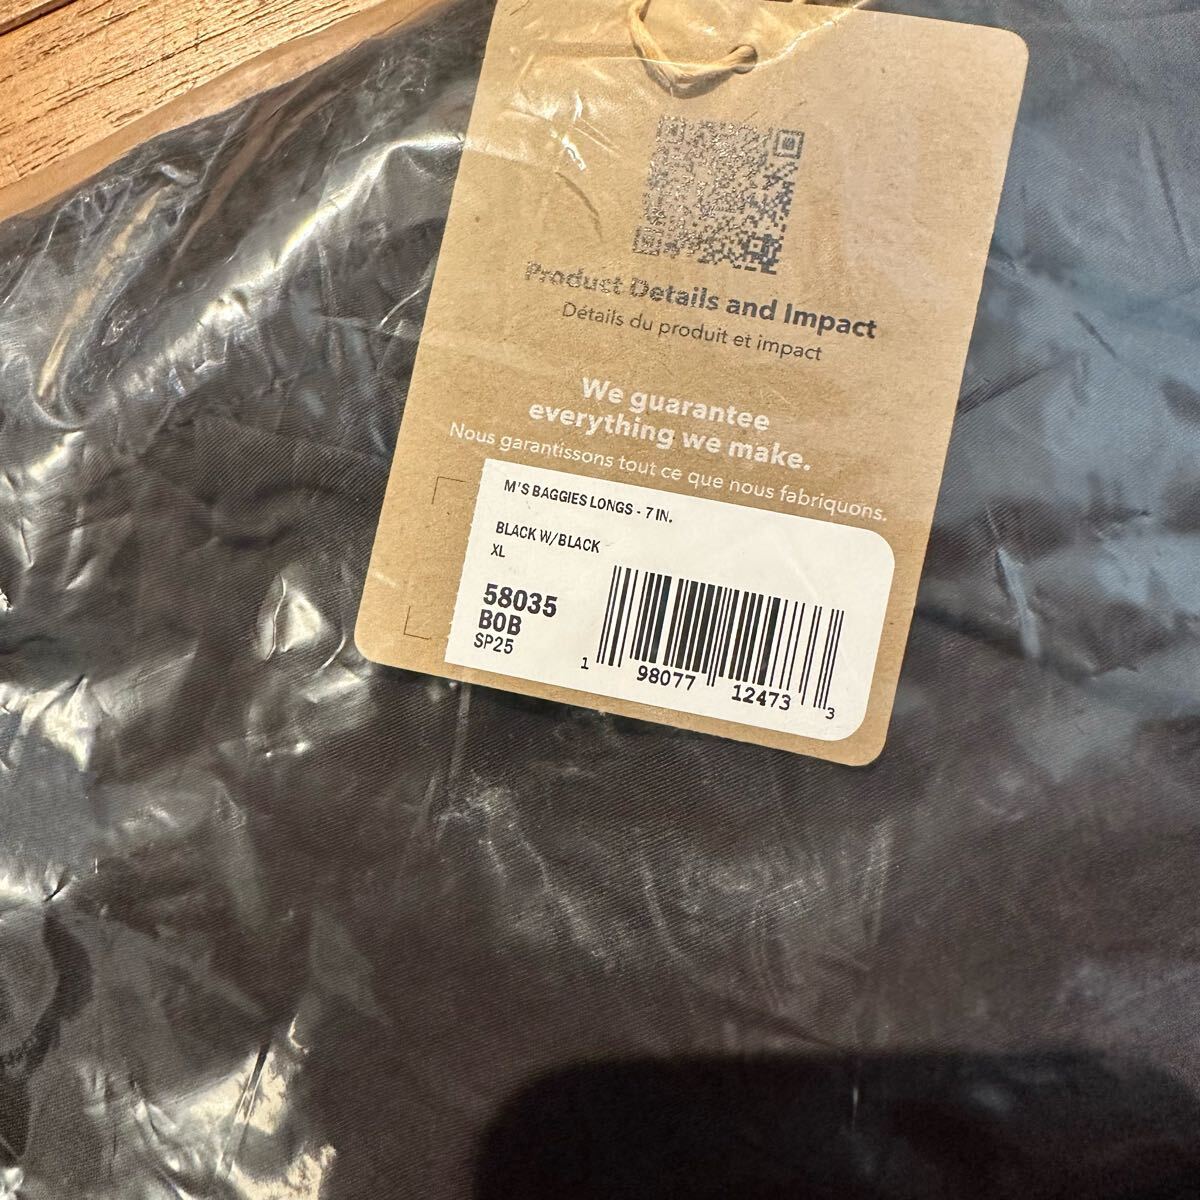 Product Details and Impact
Détails du produit et impact
We guarantee
everything we make.
Nous garantissons tout ce que nous fabriquons.
M'S BAGGIES LONGS - 7 IN.
BLACK W/BLACK
XL
58035
BOB
SP25
1 98077 12473 3